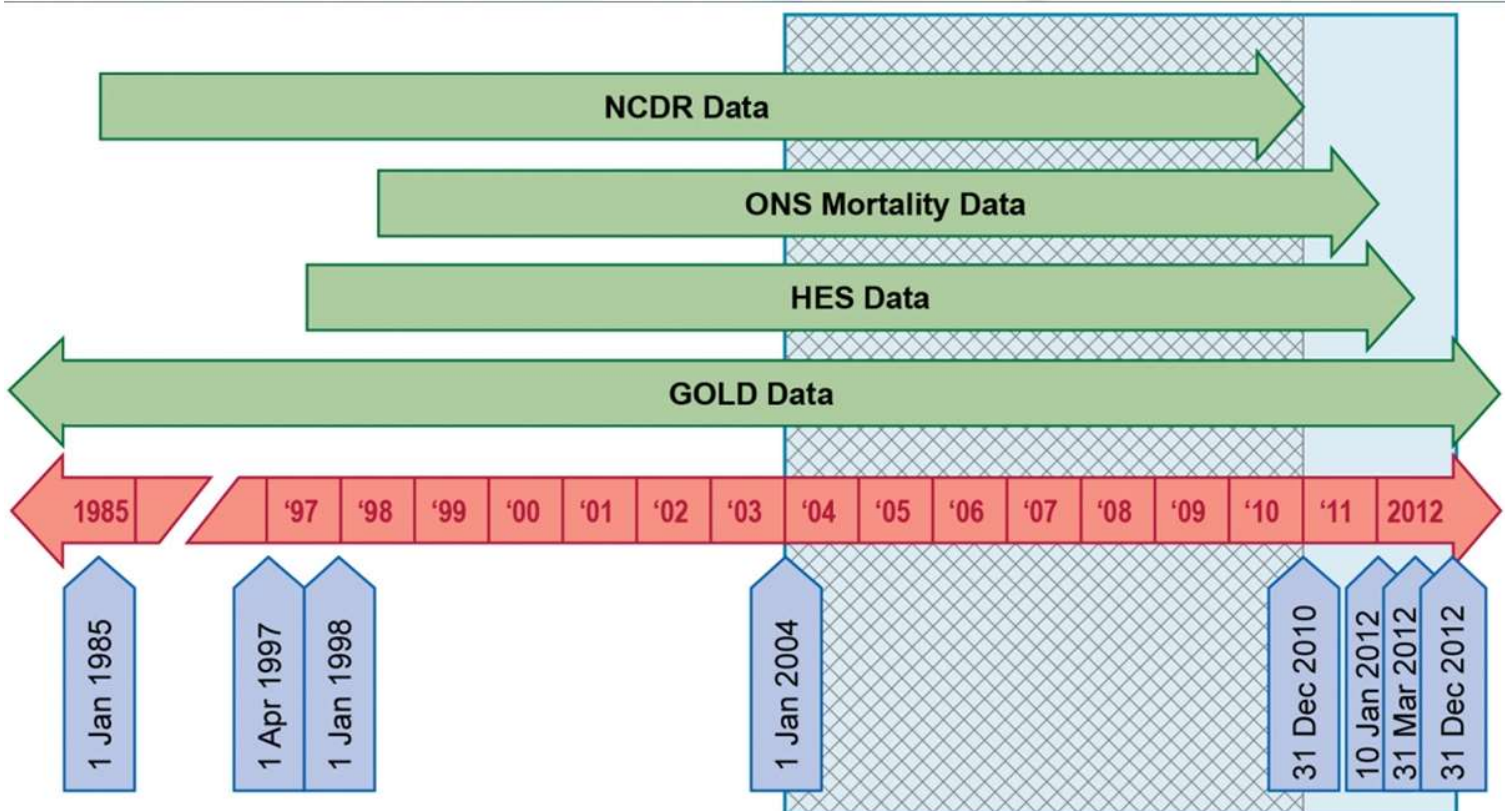 NCDR Data
ONS Mortality Data
HES Data
GOLD Data
1985 ‘97 ‘98 ‘99 ‘00 ‘01 ‘02 ‘03 ‘04 ‘05 ‘06 ‘07 ‘08 ‘09 ‘10 ‘11 2012
1 Jan 1985
1 Apr 1997
1 Jan 1998
1 Jan 2004
31 Dec 2010
10 Jan 2012
31 Mar 2012
31 Dec 2012